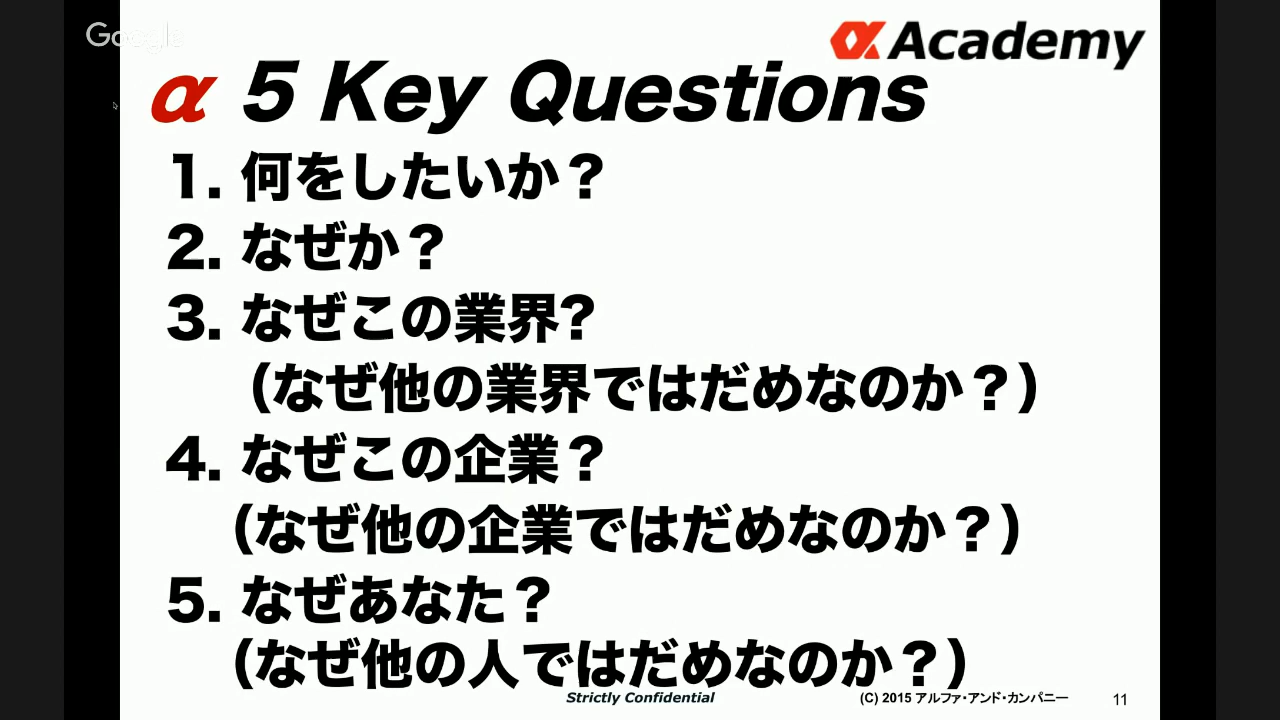 Google
αAcademy
α 5 Key Questions
1. 何をしたいか？
2. なぜか？
3. なぜこの業界?
（なぜ他の業界ではだめなのか？）
4. なぜこの企業？
（なぜ他の企業ではだめなのか？）
5. なぜあなた？
（なぜ他の人ではだめなのか？）
Strictly Confidential
(C) 2015 アルファ・アンド・カンパニー
11